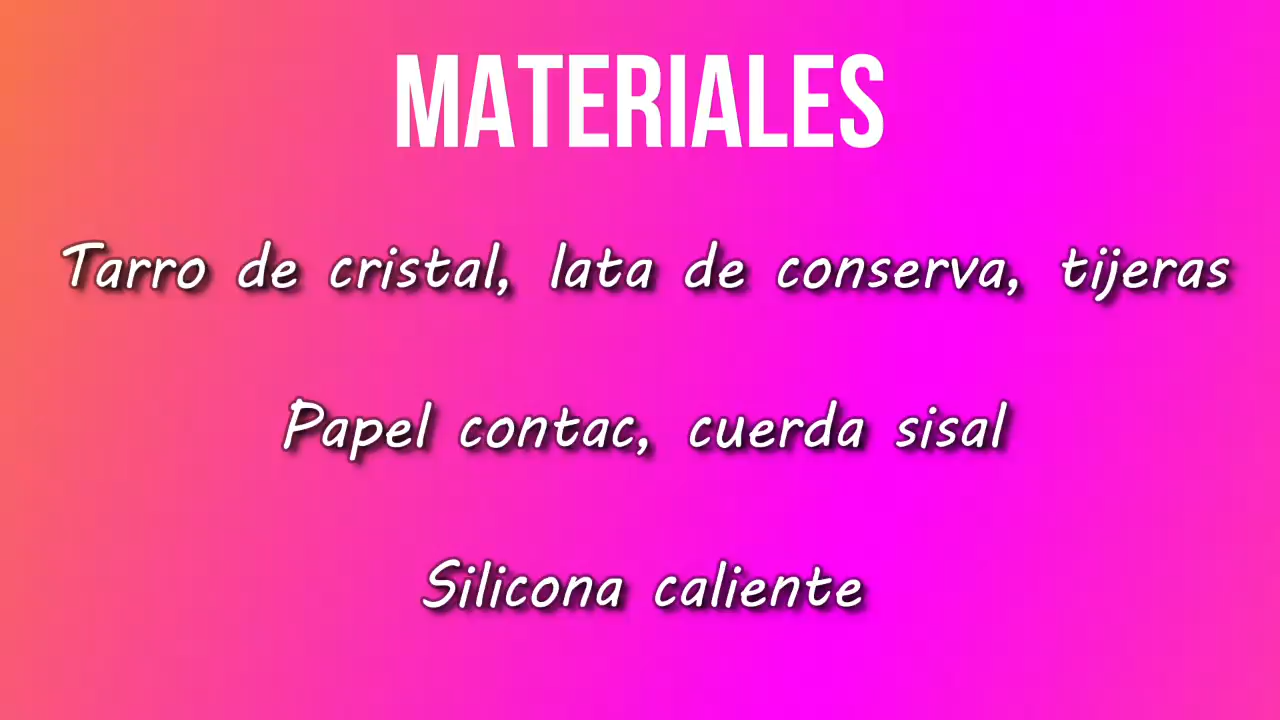 MATERIALES
Tarro de cristal, lata de conserva, tijeras
Papel contac, cuerda sisal
Silicona caliente